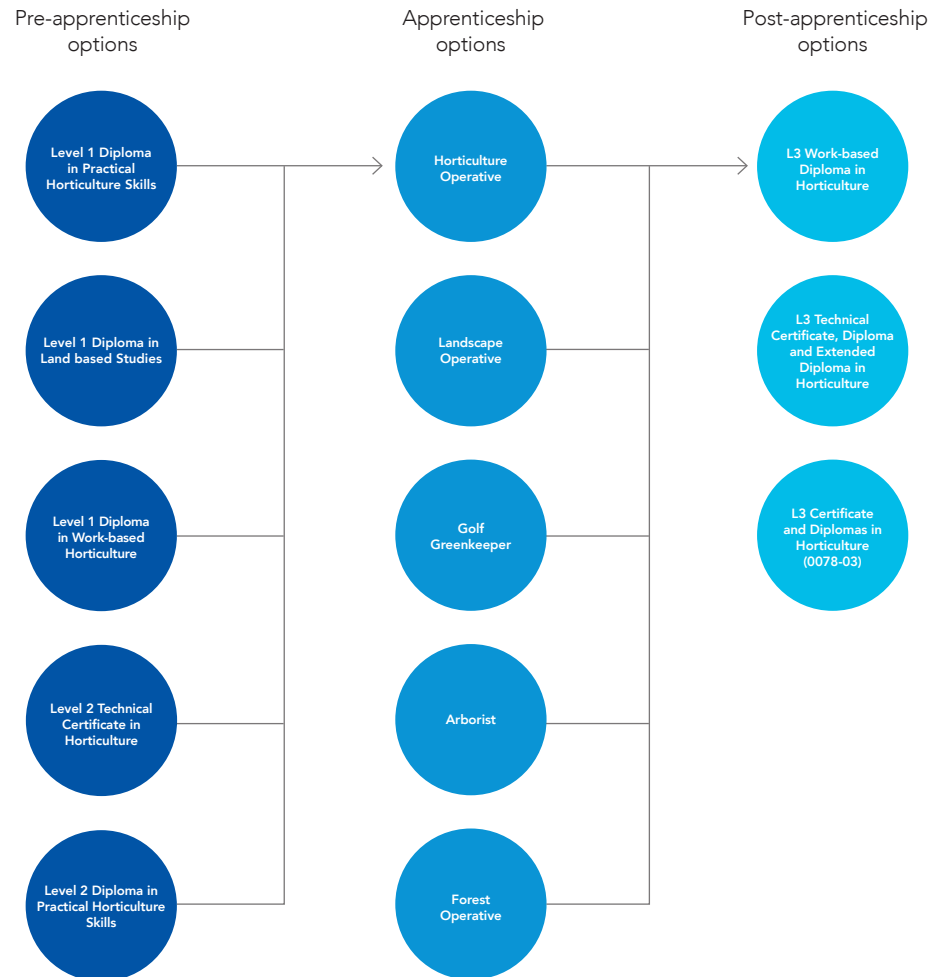 Pre-apprenticeship
options
Apprenticeship
options
Post-apprenticeship
options
Level 1 Diploma
in Practical
Horticulture Skills
Horticulture
Operative
L3 Work-based
Diploma in
Horticulture
Level 1 Diploma in
Land based Studies
Landscape
Operative
L3 Technical
Certificate, Diploma
and Extended
Diploma in
Horticulture
Level 1 Diploma
in Work-based
Horticulture
Golf
Greenkeeper
L3 Certificate
and Diplomas in
Horticulture
(0078-03)
Level 2 Technical
Certificate in
Horticulture
Arborist
Level 2 Diploma in
Practical Horticulture
Skills
Forest
Operative